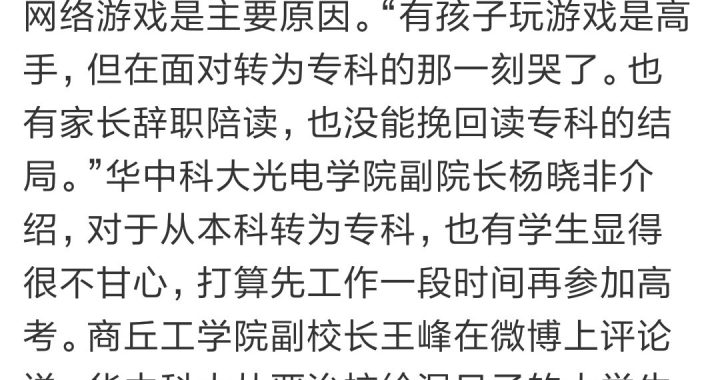 网络游戏是主要原因。“有孩子玩游戏是高
手，但在面对转为专科的那一刻哭了。也
有家长辞职陪读，也没能挽回读专科的结
局。”华中科大光电学院副院长杨晓非介
绍，对于从本科转为专科，也有学生显得
很不甘心，打算先工作一段时间再参加高
考。商丘工学院副校长王峰在微博上评论